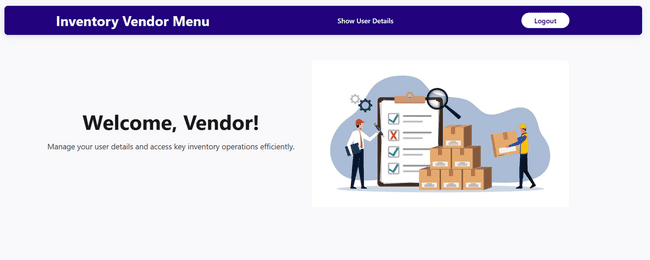 Inventory Vendor Menu
Show User Details
Logout
Welcome, Vendor!
Manage your user details and access key inventory operations efficiently.